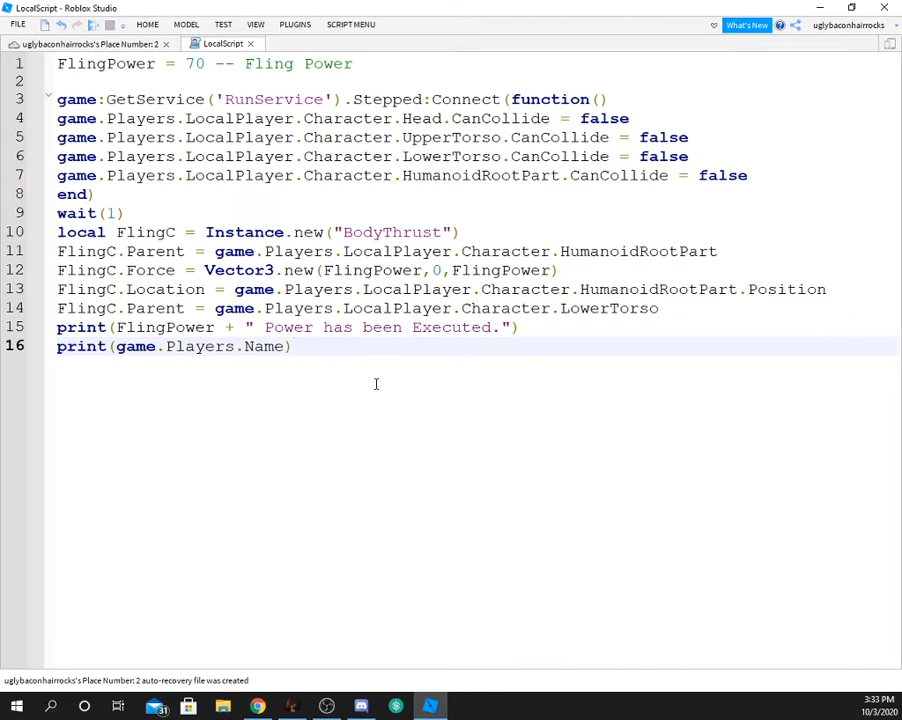 LocalScript - Roblox Studio
FILE HOME MODEL TEST VIEW PLUGINS SCRIPT MENU What's New uglybaconhairrocks
uglybaconhairrocks's Place Number: 2 × LocalScript ×
1 FlingPower = 70 -- Fling Power
2
3 game:GetService('RunService').Stepped:Connect(function()
4 game.Players.LocalPlayer.Character.Head.CanCollide = false
5 game.Players.LocalPlayer.Character.UpperTorso.CanCollide = false
6 game.Players.LocalPlayer.Character.LowerTorso.CanCollide = false
7 game.Players.LocalPlayer.Character.HumanoidRootPart.CanCollide = false
8 end)
9 wait(1)
10 local FlingC = Instance.new("BodyThrust")
11 FlingC.Parent = game.Players.LocalPlayer.Character.HumanoidRootPart
12 FlingC.Force = Vector3.new(FlingPower,0,FlingPower)
13 FlingC.Location = game.Players.LocalPlayer.Character.HumanoidRootPart.Position
14 FlingC.Parent = game.Players.LocalPlayer.Character.LowerTorso
15 print(FlingPower + " Power has been Executed.")
16 print(game.Players.Name)
uglybaconhairrocks's Place Number: 2 auto-recovery file was created
31
3:33 PM
10/3/2020